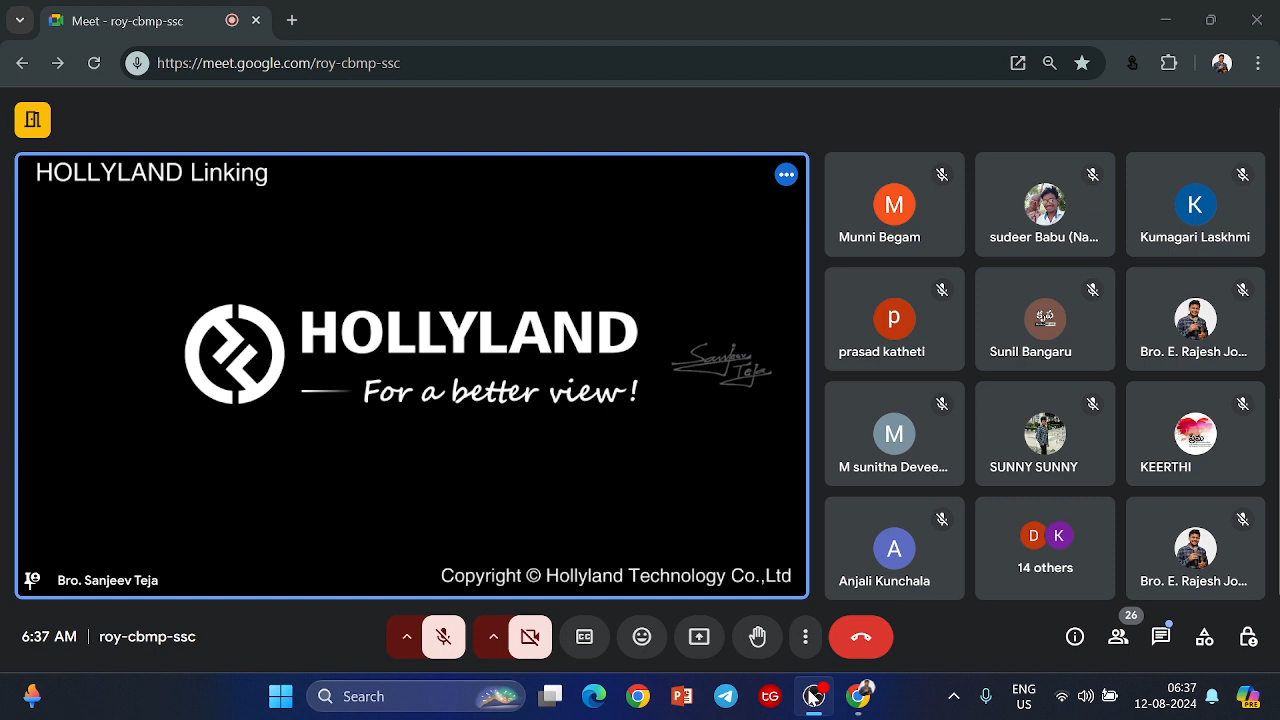 Meet - roy-cbmp-ssc
https://meet.google.com/roy-cbmp-ssc
HOLLYLAND Linking
HOLLYLAND
For a better view!
Sanjeev
Teja
Bro. Sanjeev Teja
Copyright © Hollyland Technology Co.,Ltd
M
Munni Begam
sudeer Babu (Na...
K
Kumagari Laskhmi
p
prasad katheti
Sunil Bangaru
Bro. E. Rajesh Jo...
M
M sunitha Devee...
SUNNY SUNNY
KEERTHI
A
Anjali Kunchala
D K
14 others
Bro. E. Rajesh Jo...
6:37 AM | roy-cbmp-ssc
26
Search
ENG
US
06:37
12-08-2024